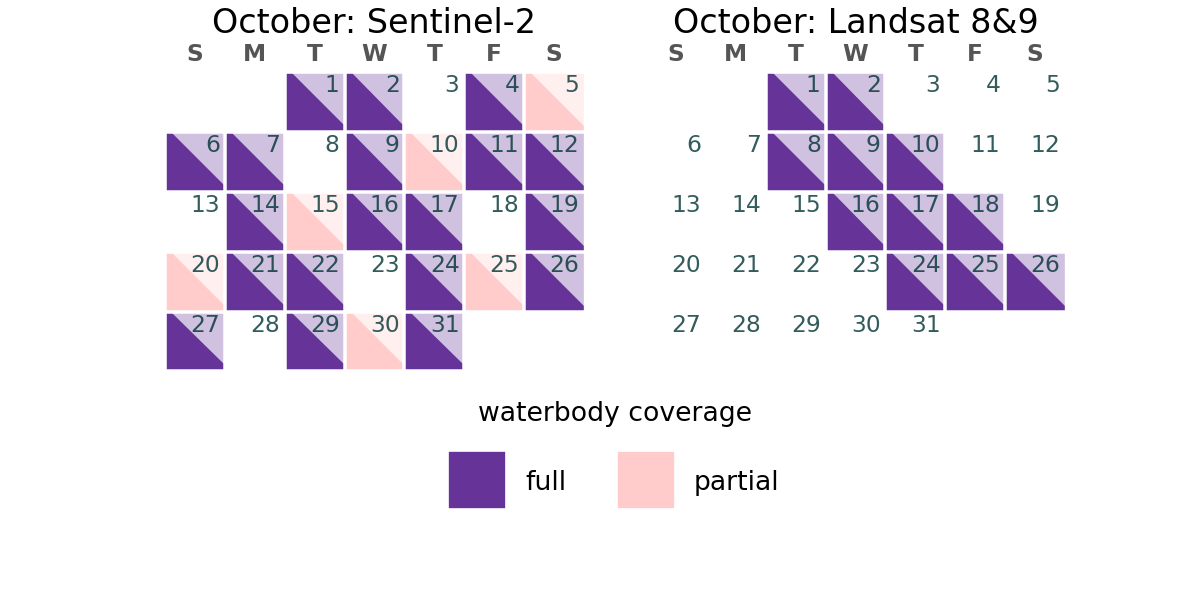 October: Sentinel-2
S M T W T F S
1 2 3 4 5
6 7 8 9 10 11 12
13 14 15 16 17 18 19
20 21 22 23 24 25 26
27 28 29 30 31
October: Landsat 8&9
S M T W T F S
1 2 3 4 5
6 7 8 9 10 11 12
13 14 15 16 17 18 19
20 21 22 23 24 25 26
27 28 29 30 31
waterbody coverage
full partial